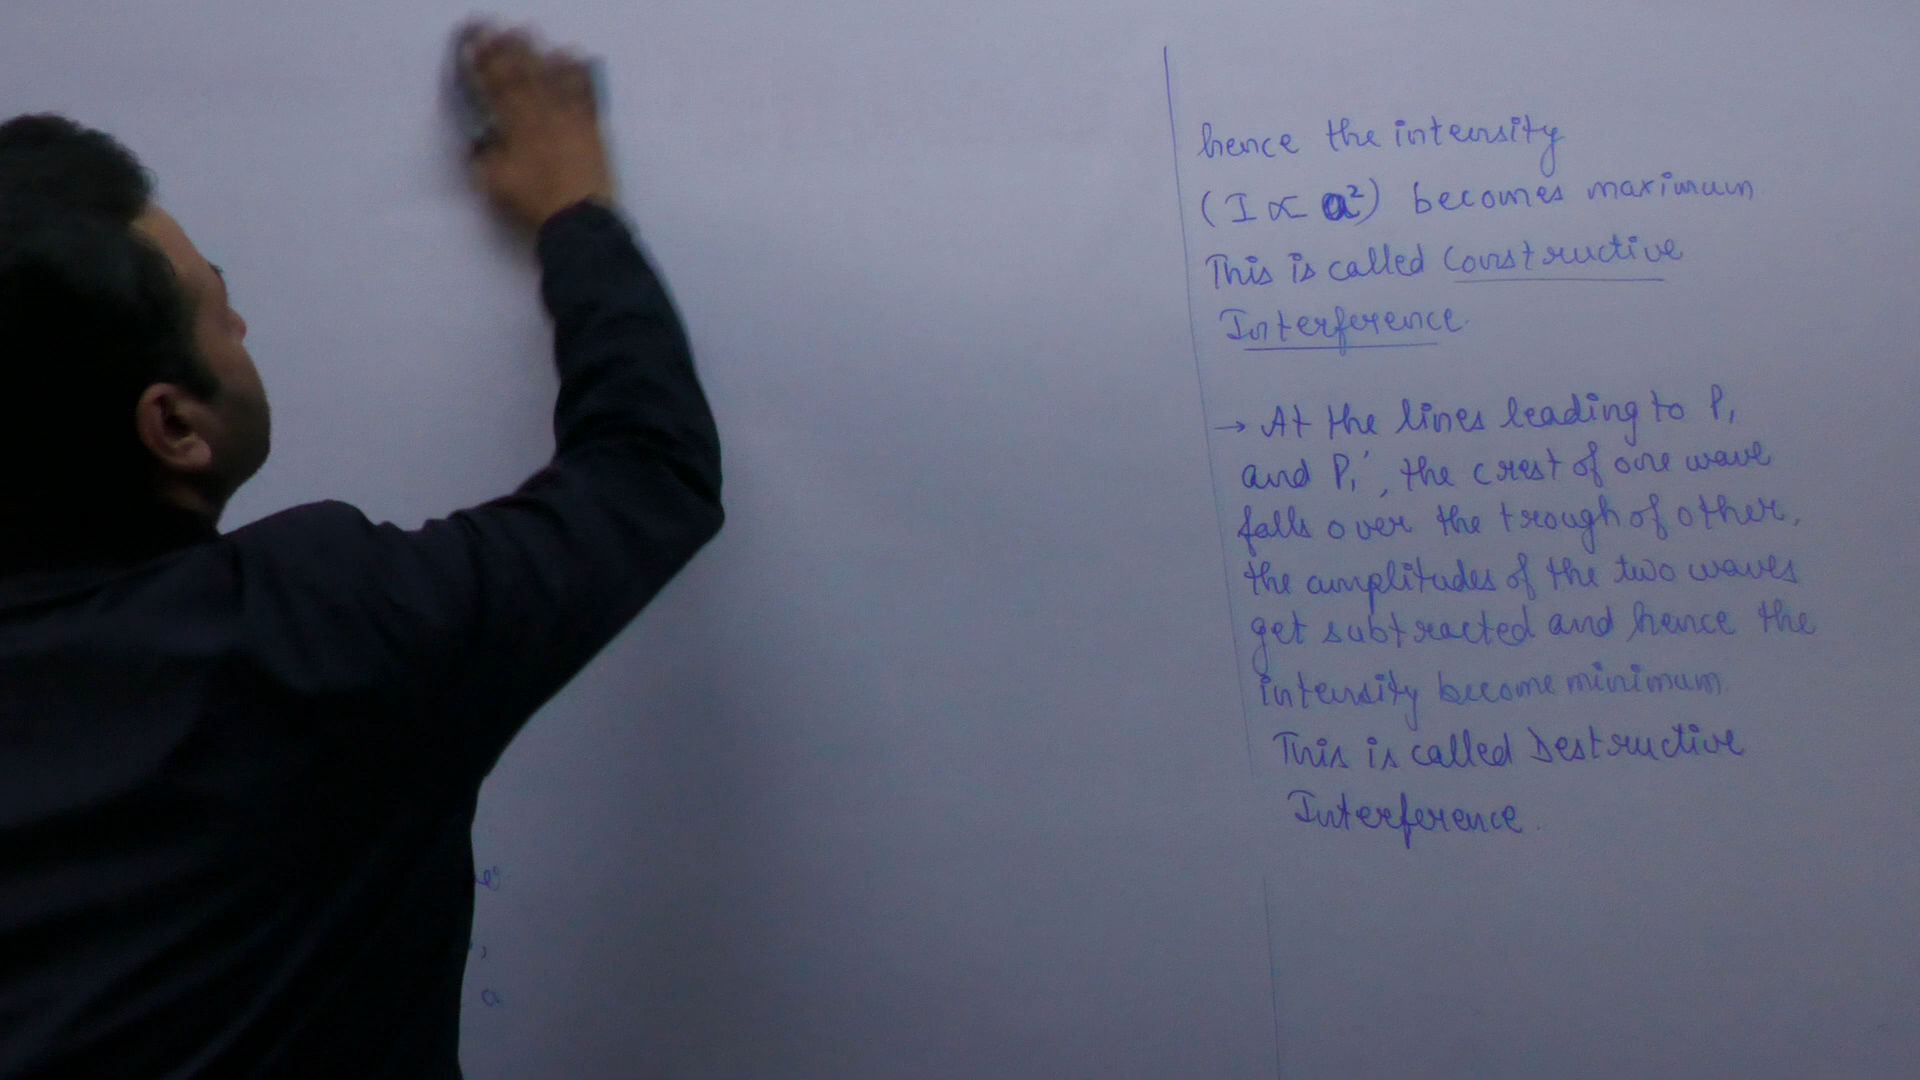 hence the intensity
(I ∝ a²) becomes maximum
This is called Constructive
Interference.
→ At the lines leading to P₁
and P₁', the crest of one wave
falls over the trough of other,
the amplitudes of the two waves
get subtracted and hence the
intensity become minimum.
This is called Destructive
Interference.